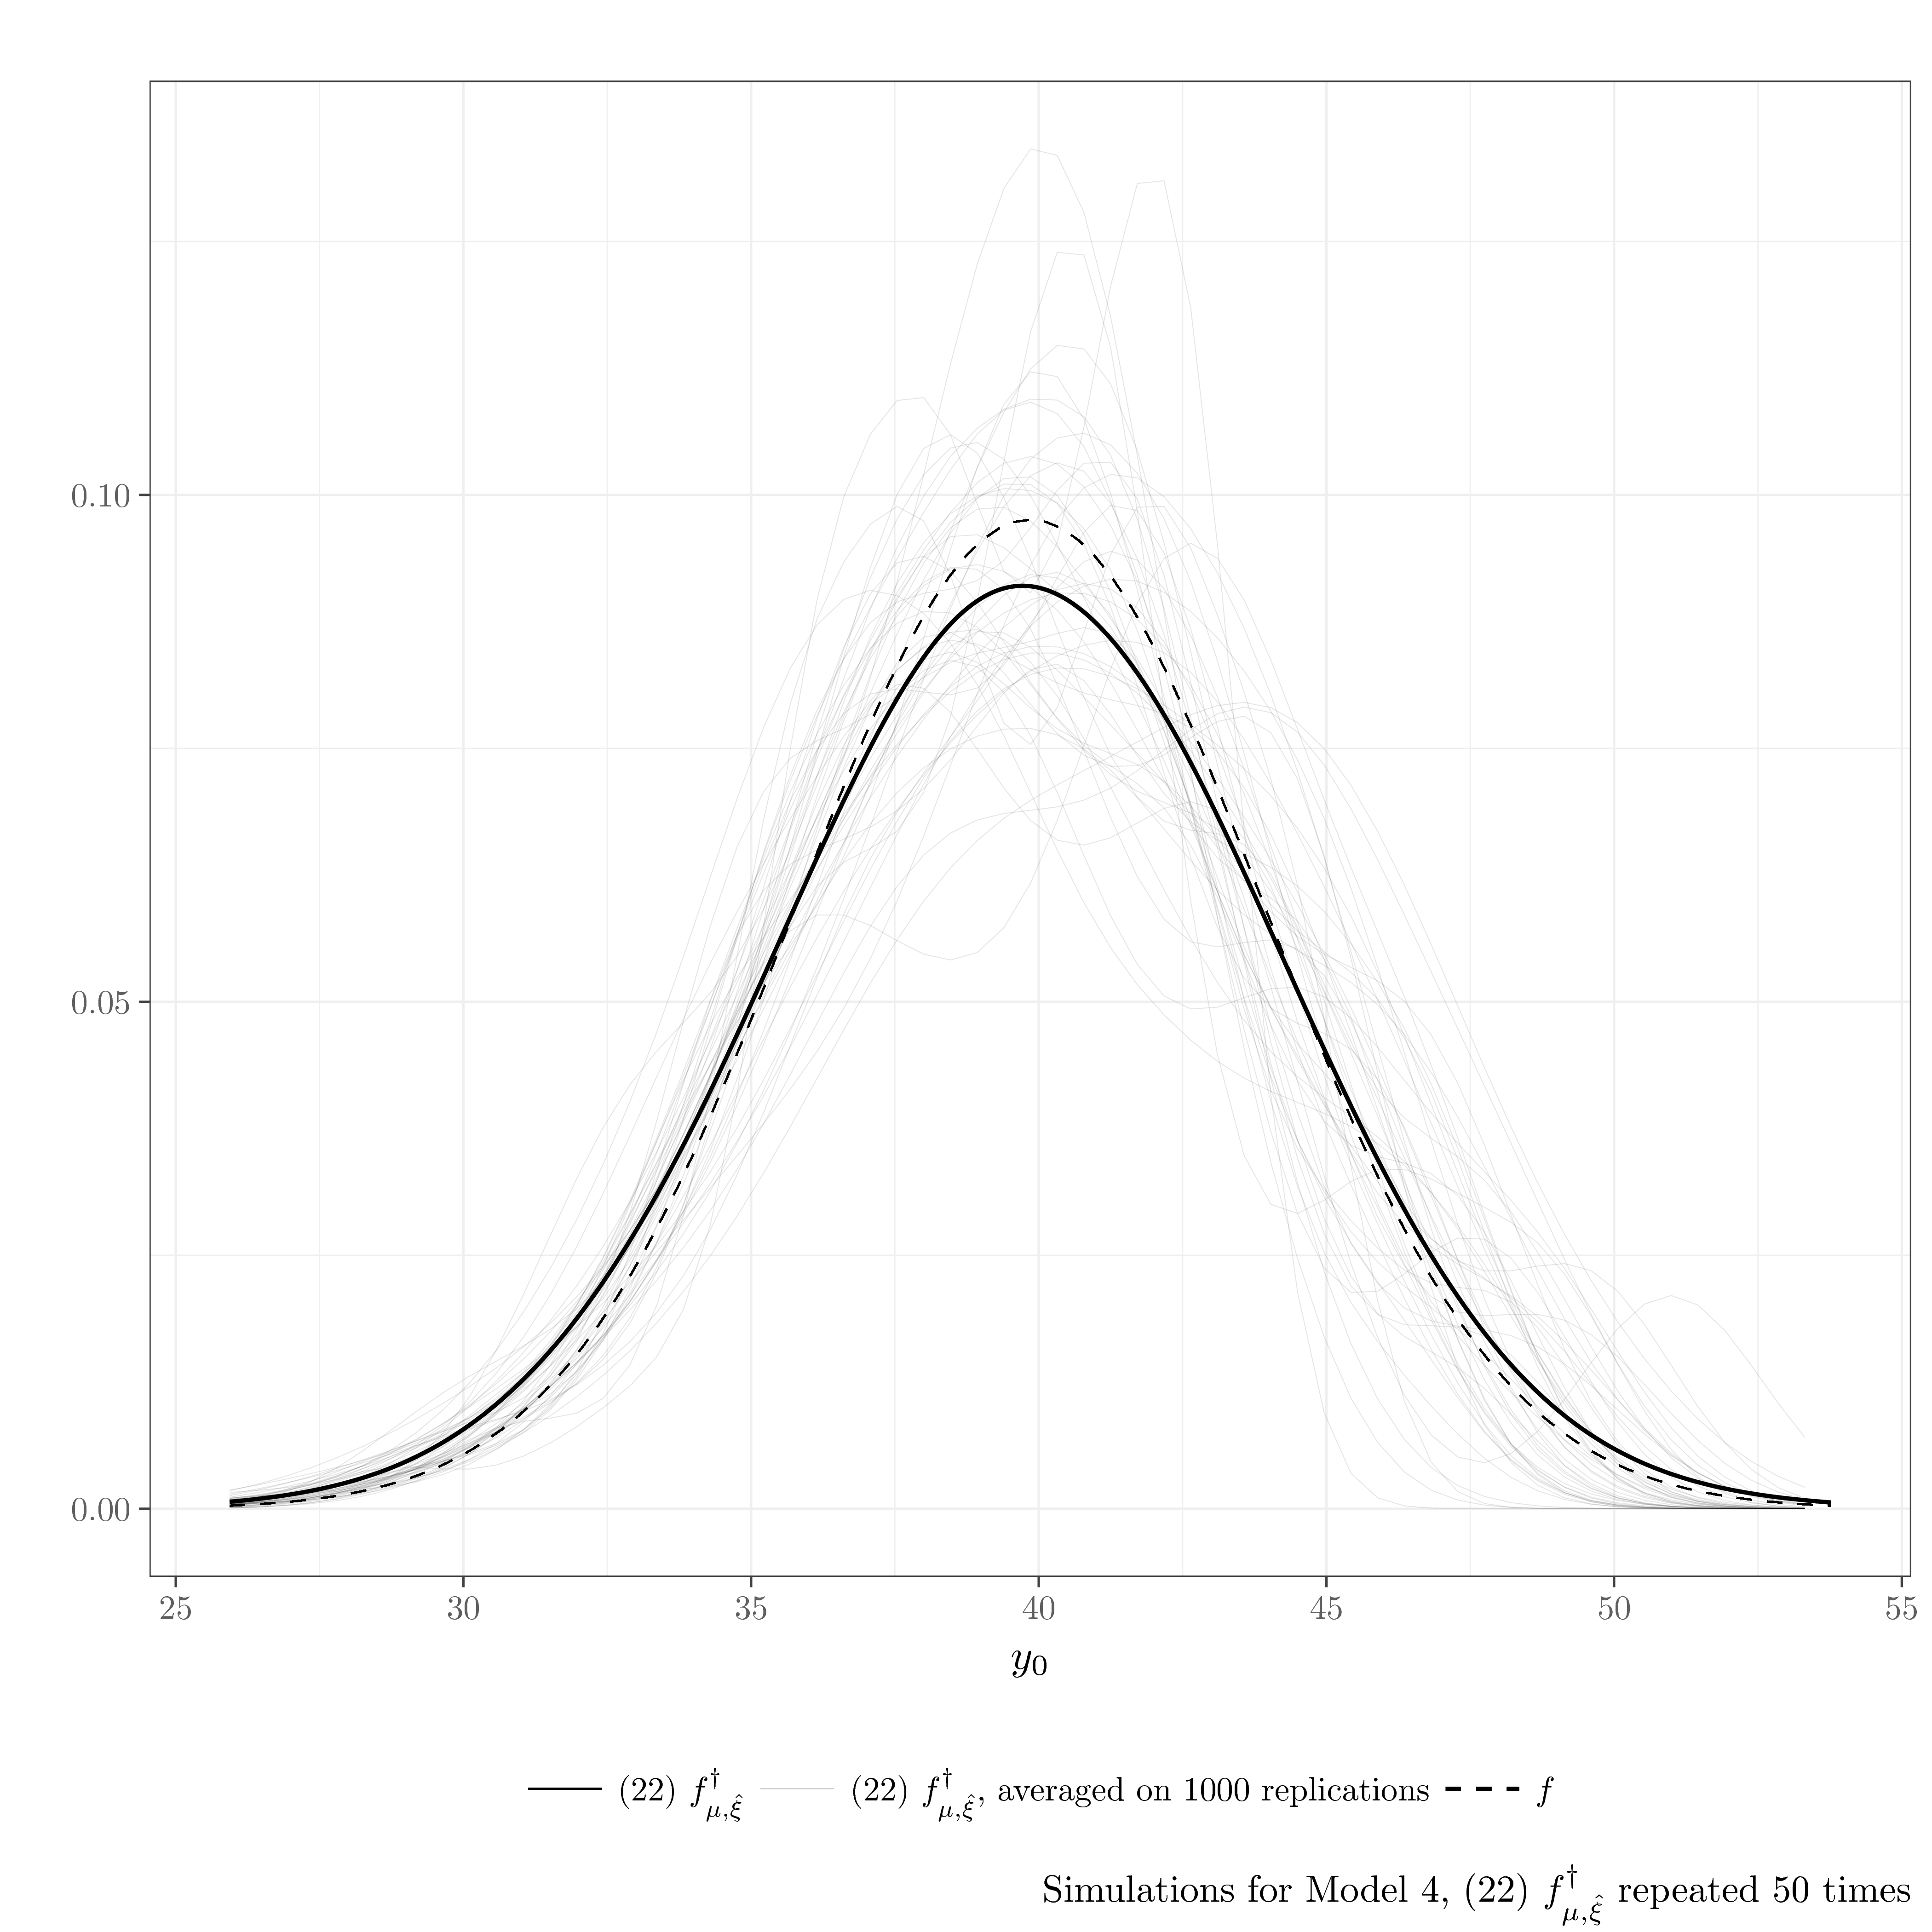 0.10
0.05
0.00
25 30 35 40 45 50 55
y₀
(22) f†μ,ξ̂ (22) f†μ,ξ̂, averaged on 1000 replications f
Simulations for Model 4, (22) f†μ,ξ̂ repeated 50 times